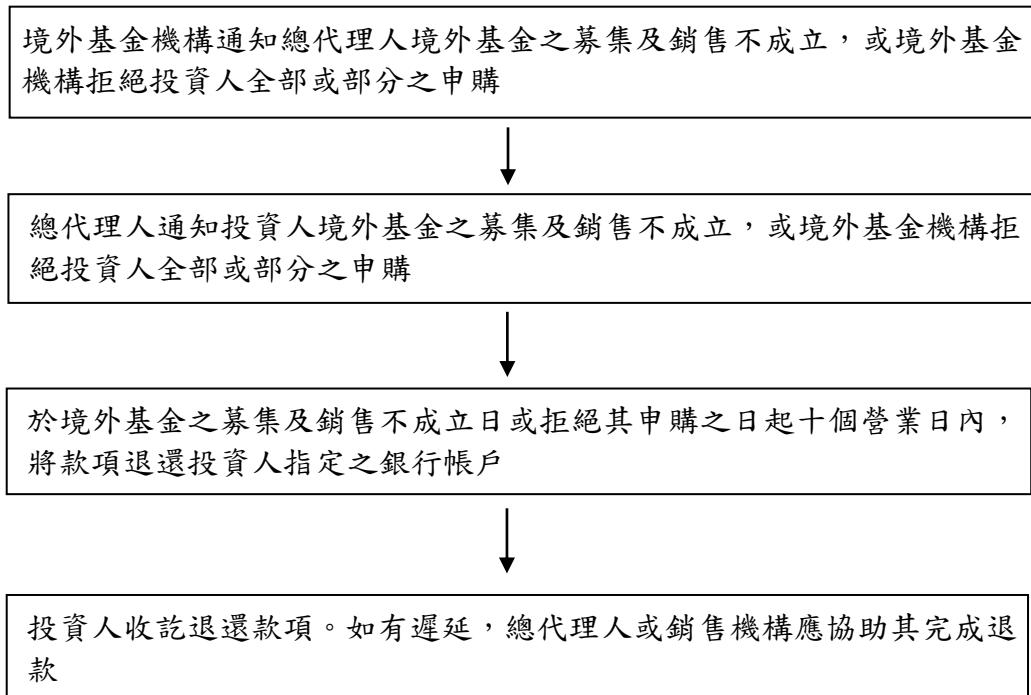 境外基金機構通知總代理人境外基金之募集及銷售不成立，或境外基金
機構拒絕投資人全部或部分之申購
總代理人通知投資人境外基金之募集及銷售不成立，或境外基金機構拒
絕投資人全部或部分之申購
於境外基金之募集及銷售不成立日或拒絕其申購之日起十個營業日內，
將款項退還投資人指定之銀行帳戶
投資人收訖退還款項。如有遲延，總代理人或銷售機構應協助其完成退
款